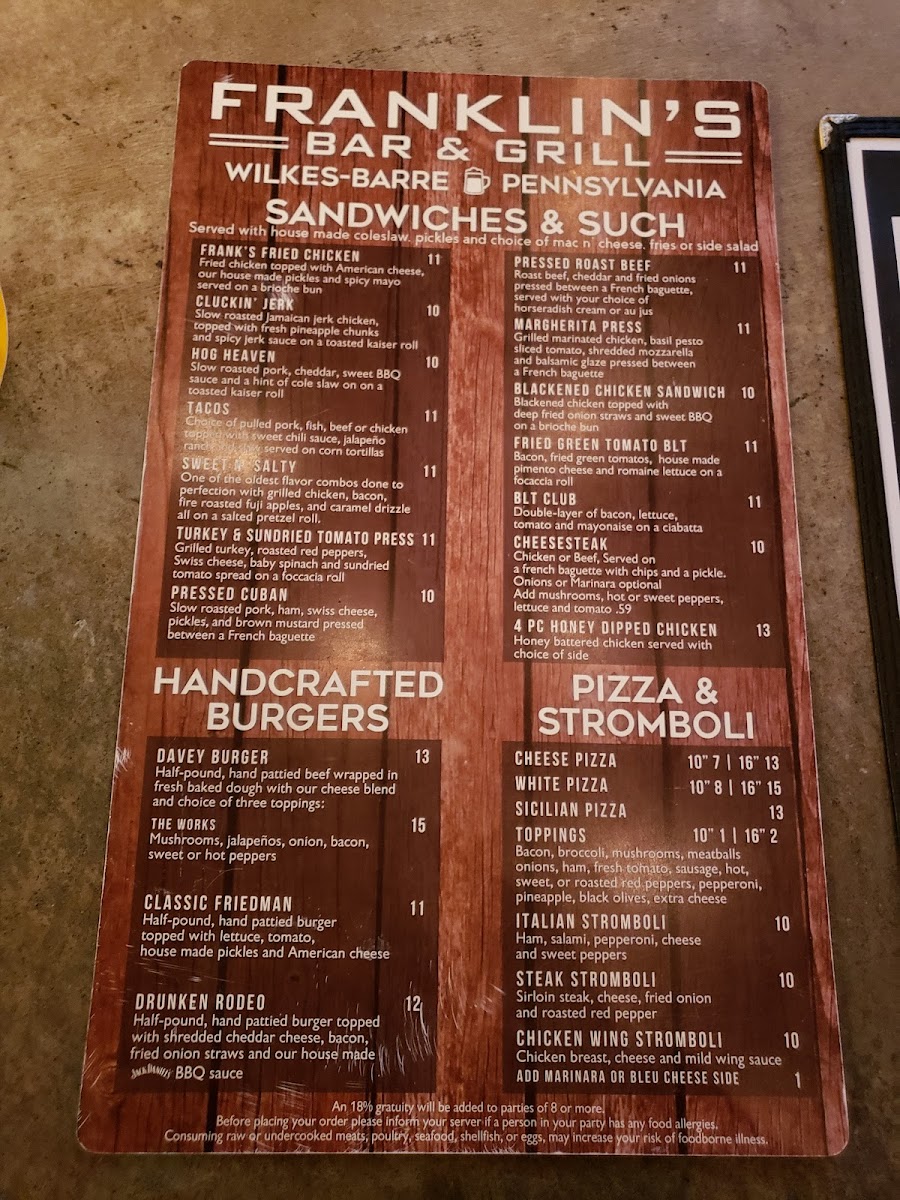 FRANKLIN'S
BAR & GRILL
WILKES-BARRE PENNSYLVANIA
SANDWICHES & SUCH
Served with house made coleslaw, pickles and choice of mac n' cheese, fries or side salad
FRANK'S FRIED CHICKEN 11
Fried chicken topped with American cheese,
our house made pickles and spicy mayo
served on a brioche bun
CLUCKIN' JERK 10
Slow roasted Jamaican jerk chicken,
topped with fresh pineapple chunks
and spicy jerk sauce on a toasted kaiser roll
HOG HEAVEN 10
Slow roasted pork, cheddar, sweet BBQ
sauce and a hint of cole slaw on on a
toasted kaiser roll
TACOS 11
Choice of pulled pork, fish, beef or chicken
topped with sweet chili sauce, jalapeño
ranch and slaw served on corn tortillas
SWEET N' SALTY 11
One of the oldest flavor combos done to
perfection with grilled chicken, bacon,
fire roasted fuji apples, and caramel drizzle
all on a salted pretzel roll.
TURKEY & SUNDRIED TOMATO PRESS 11
Grilled turkey, roasted red peppers,
Swiss cheese, baby spinach and sundried
tomato spread on a foccacia roll
PRESSED CUBAN 10
Slow roasted pork, ham, swiss cheese,
pickles, and brown mustard pressed
between a French baguette
PRESSED ROAST BEEF 11
Roast beef, cheddar and fried onions
pressed between a French baguette,
served with your choice of
horseradish cream or au jus
MARGHERITA PRESS 11
Grilled marinated chicken, basil pesto
sliced tomato, shredded mozzarella
and balsamic glaze pressed between
a French baguette
BLACKENED CHICKEN SANDWICH 10
Blackened chicken topped with
deep fried onion straws and sweet BBQ
on a brioche bun
FRIED GREEN TOMATO BLT 11
Bacon, fried green tomatoes, house made
pimento cheese and romaine lettuce on a
focaccia roll
BLT CLUB 11
Double-layer of bacon, lettuce,
tomato and mayonaise on a ciabatta
CHEESESTEAK 10
Chicken or Beef, Served on
a french baguette with chips and a pickle.
Onions or Marinara optional
Add mushrooms, hot or sweet peppers,
lettuce and tomato .59
4 PC HONEY DIPPED CHICKEN 13
Honey battered chicken served with
choice of side
HANDCRAFTED
BURGERS
DAVEY BURGER 13
Half-pound, hand pattied beef wrapped in
fresh baked dough with our cheese blend
and choice of three toppings:
THE WORKS 15
Mushrooms, jalapeños, onion, bacon,
sweet or hot peppers
CLASSIC FRIEDMAN 11
Half-pound, hand pattied burger
topped with lettuce, tomato,
house made pickles and American cheese
DRUNKEN RODEO 12
Half-pound, hand pattied burger topped
with shredded cheddar cheese, bacon,
fried onion straws and our house made
JACK DANIEL'S BBQ sauce
PIZZA &
STROMBOLI
CHEESE PIZZA 10" 7 | 16" 13
WHITE PIZZA 10" 8 | 16" 15
SICILIAN PIZZA 13
TOPPINGS 10" 1 | 16" 2
Bacon, broccoli, mushrooms, meatballs
onions, ham, fresh tomato, sausage, hot,
sweet, or roasted red peppers, pepperoni,
pineapple, black olives, extra cheese
ITALIAN STROMBOLI 10
Ham, salami, pepperoni, cheese
and sweet peppers
STEAK STROMBOLI 10
Sirloin steak, cheese, fried onion
and roasted red pepper
CHICKEN WING STROMBOLI 10
Chicken breast, cheese and mild wing sauce
ADD MARINARA OR BLEU CHEESE SIDE 1
An 18% gratuity will be added to parties of 8 or more.
Before placing your order please inform your server if a person in your party has any food allergies.
Consuming raw or undercooked meats, poultry, seafood, shellfish, or eggs, may increase your risk of foodborne illness.